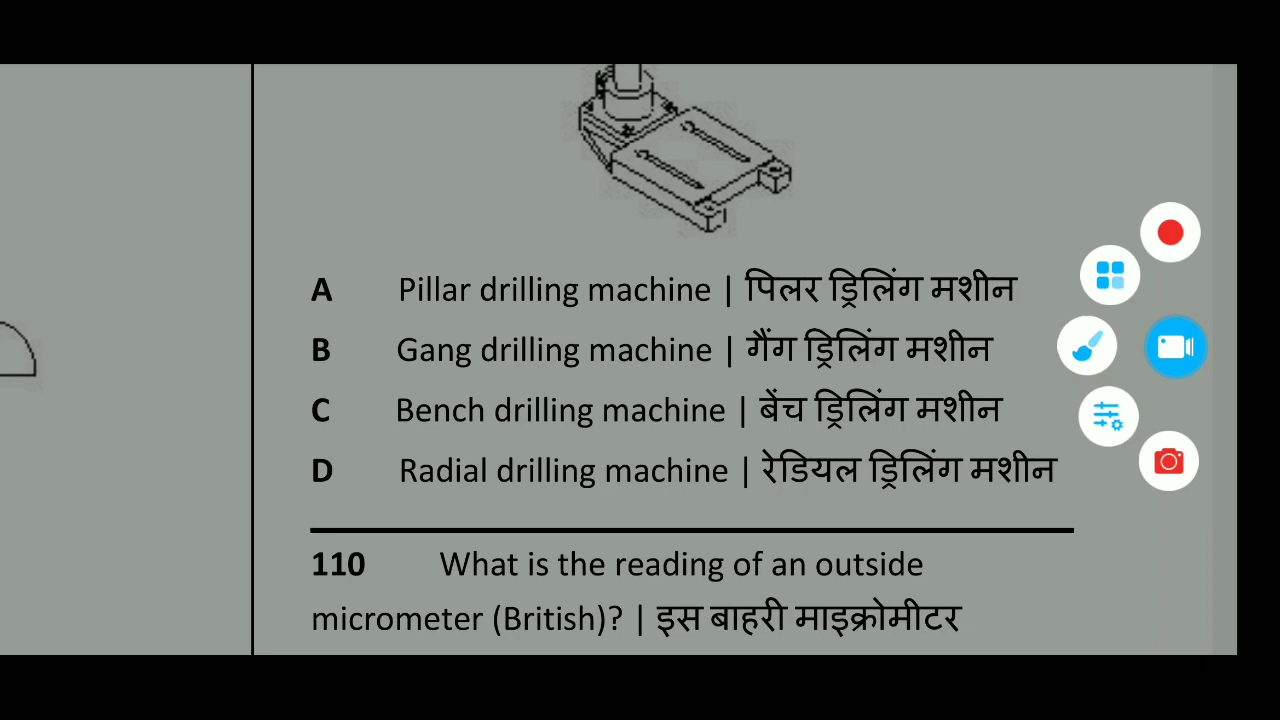 A Pillar drilling machine | पिलर ड्रिलिंग मशीन
B Gang drilling machine | गैंग ड्रिलिंग मशीन
C Bench drilling machine | बेंच ड्रिलिंग मशीन
D Radial drilling machine | रेडियल ड्रिलिंग मशीन
110 What is the reading of an outside
micrometer (British)? | इस बाहरी माइक्रोमीटर